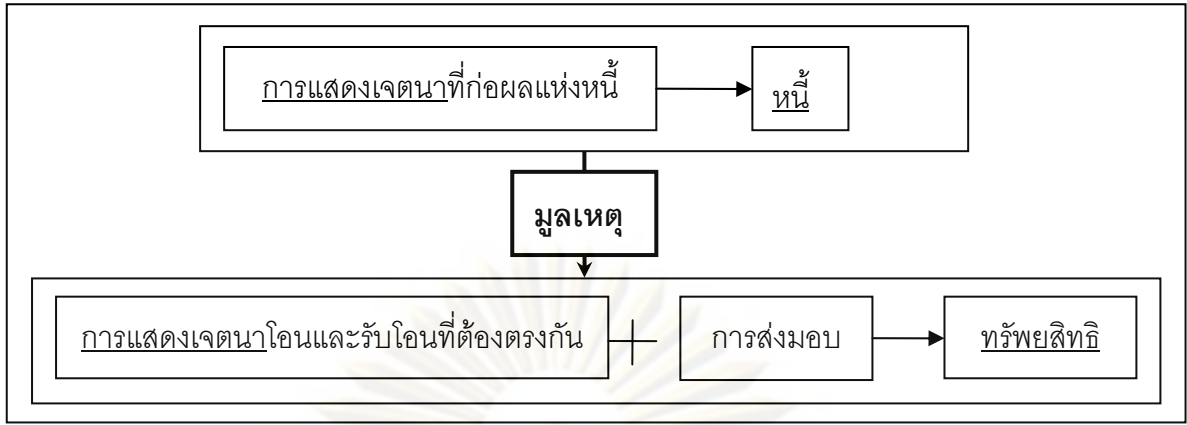 การแสดงเจตนาที่ก่อผลแห่งหนี้
หนี้
มูลเหตุ
การแสดงเจตนาโอนและรับโอนที่ต้องตรงกัน
การส่งมอบ
ทรัพยสิทธิ